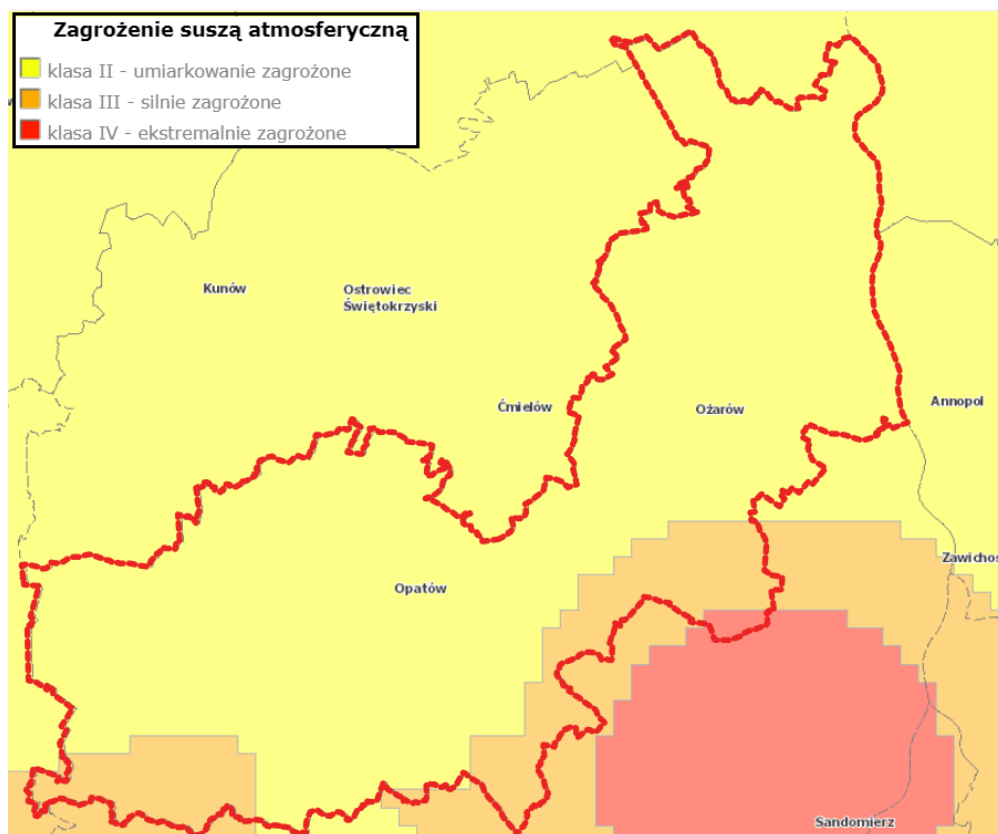 Zagrożenie suszą atmosferyczną
klasa II - umiarkowanie zagrożone
klasa III - silnie zagrożone
klasa IV - ekstremalnie zagrożone
Kunów
Ostrowiec
Świętokrzyski
Ćmielów
Ożarów
Annopol
Zawichos
Opatów
Sandomierz